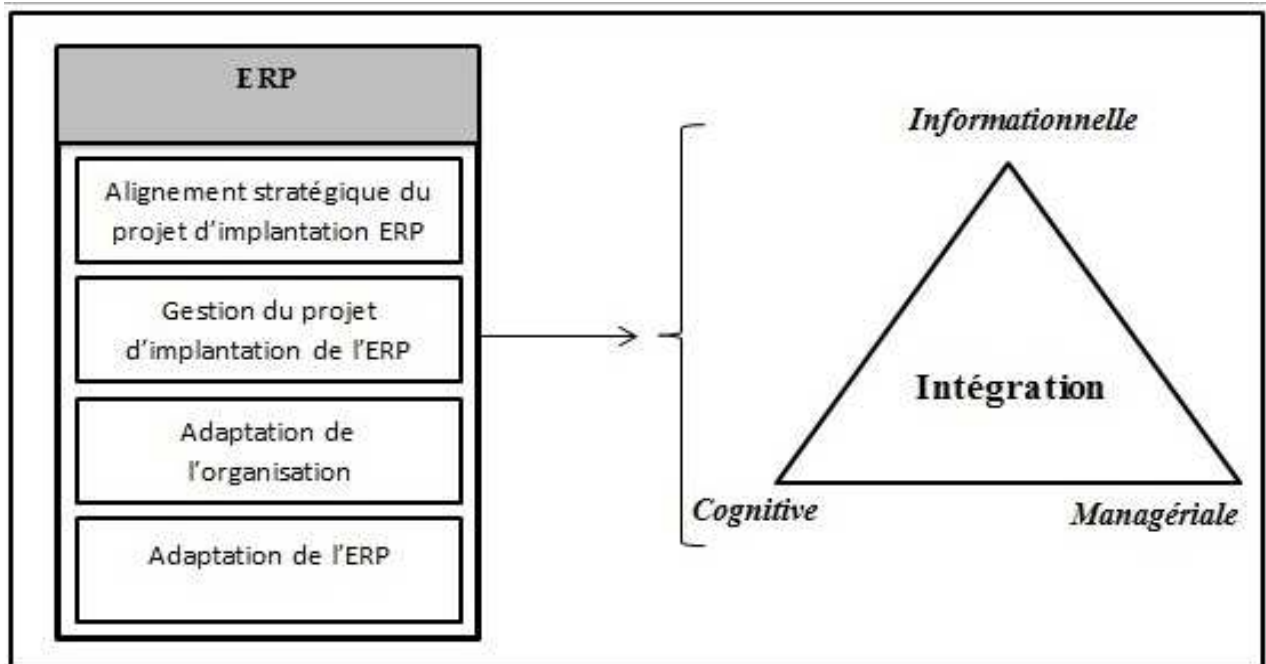 ERP
Alignement stratégique du
projet d'implantation ERP
Gestion du projet
d'implantation de l'ERP
Adaptation de
l'organisation
Adaptation de l'ERP
Informationnelle
Intégration
Cognitive
Managériale